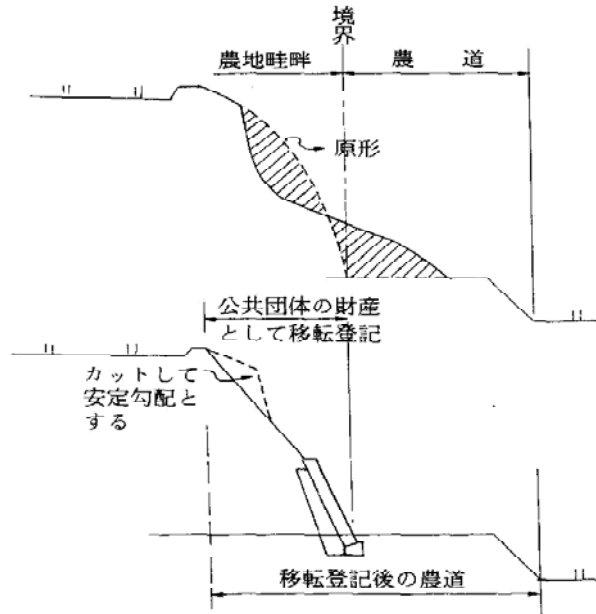 境界
農地畦畔
農道
原形
公共団体の財産
として移転登記
カットして
安定勾配と
する
移転登記後の農道